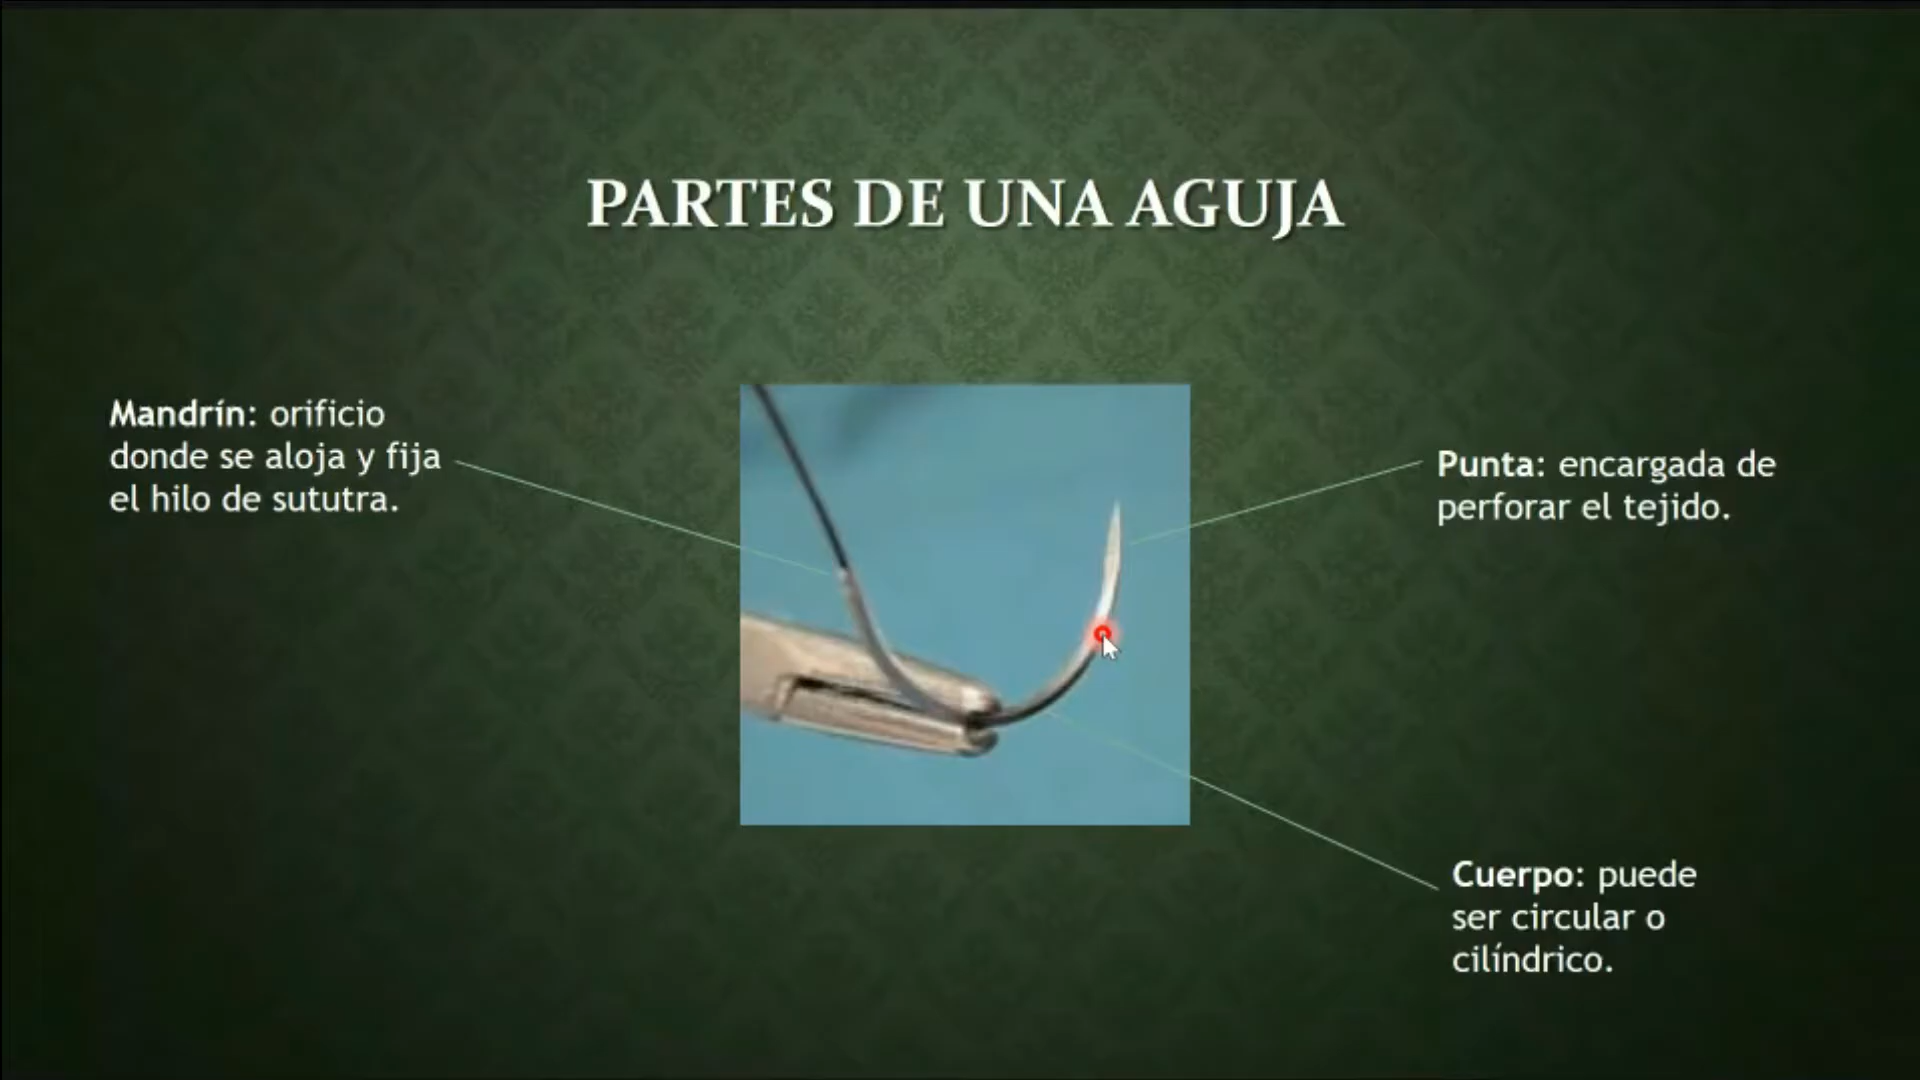 PARTES DE UNA AGUJA
Mandrín: orificio
donde se aloja y fija
el hilo de sututra.
Punta: encargada de
perforar el tejido.
Cuerpo: puede
ser circular o
cilíndrico.